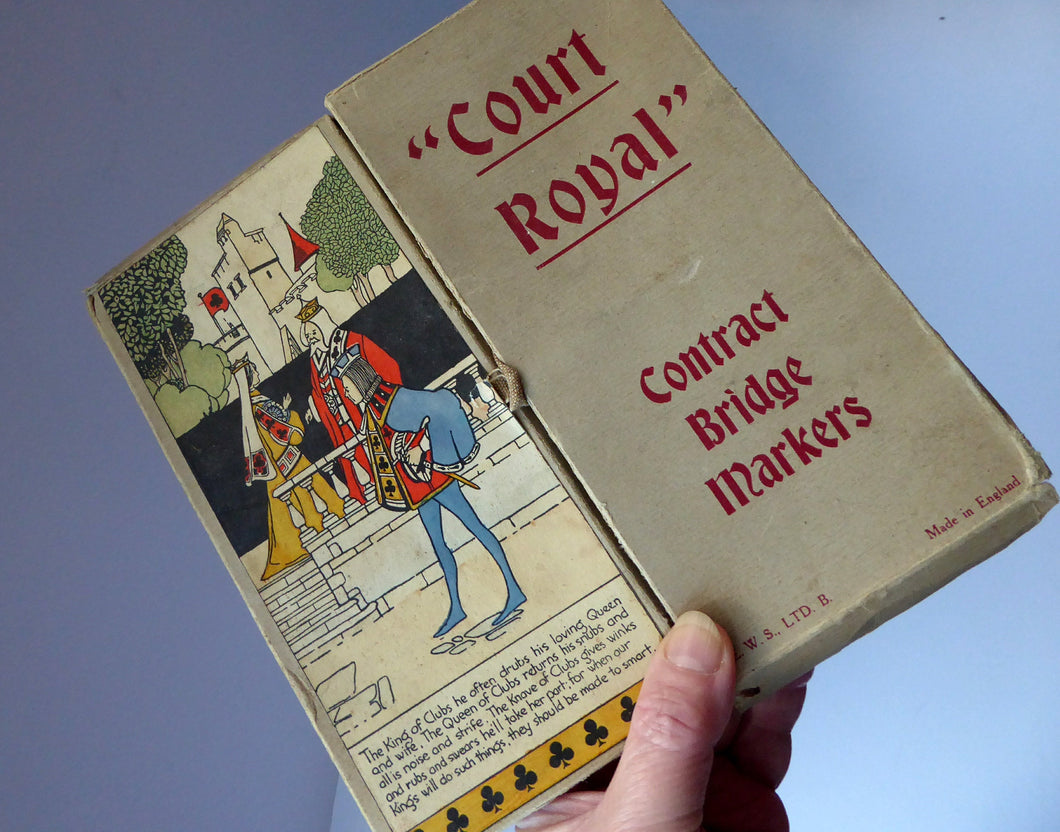 "Court
Royal"
Contract
Bridge
Markers
Made in England
W. S., LTD. B.
The King of Clubs he often drubs his loving Queen
and wife, The Queen of Clubs returns his snubs and
all is noise and strife, The Knave of Clubs gives winks
and rubs and swears he'll take her part; for when our
Kings will do such things, they should be made to smart.